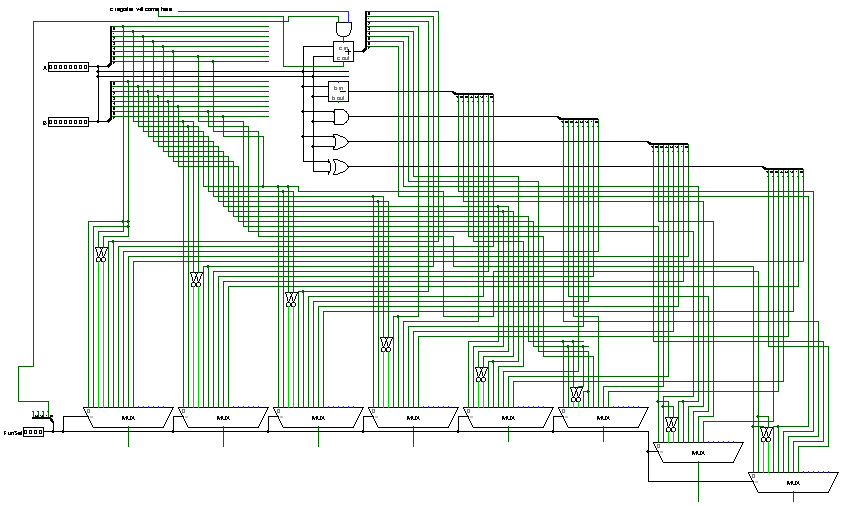 c register will come here
c in
c out
A
b in
b out
B
MUX
MUX
MUX
MUX
MUX
MUX
FunSel
MUX
MUX